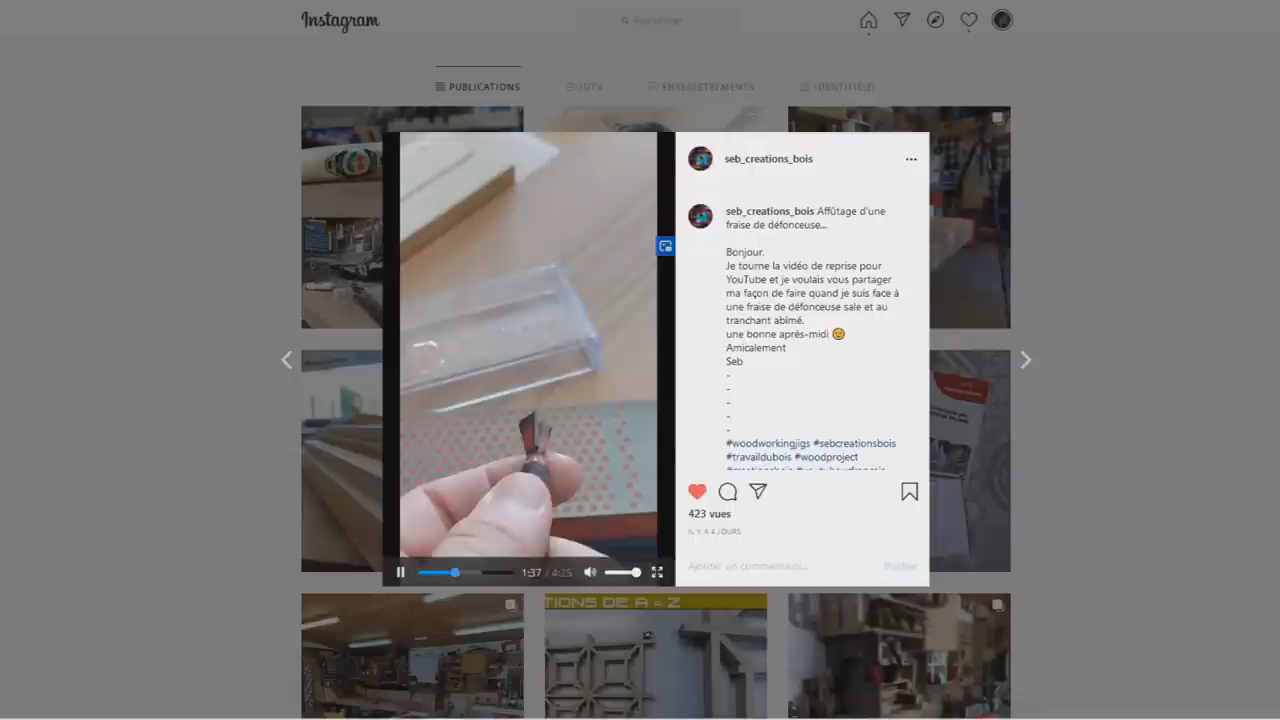 Instagram
Rechercher
PUBLICATIONS
IGTV
ENREGISTREMENTS
IDENTIFIÉ(E)
seb_creations_bois
seb_creations_bois Affûtage d'une
fraise de défonceuse...
Bonjour.
Je tourne la vidéo de reprise pour
YouTube et je voulais vous partager
ma façon de faire quand je suis face à
une fraise de défonceuse sale et au
tranchant abîmé.
une bonne après-midi 😉
Amicalement
Seb
-
-
-
-
-
#woodworkingjigs #sebcreationsbois
#travaildubois #woodproject
423 vues
IL Y A 4 JOURS
Ajouter un commentaire...
Publier
1:37 / 4:25
TIONS DE A à Z